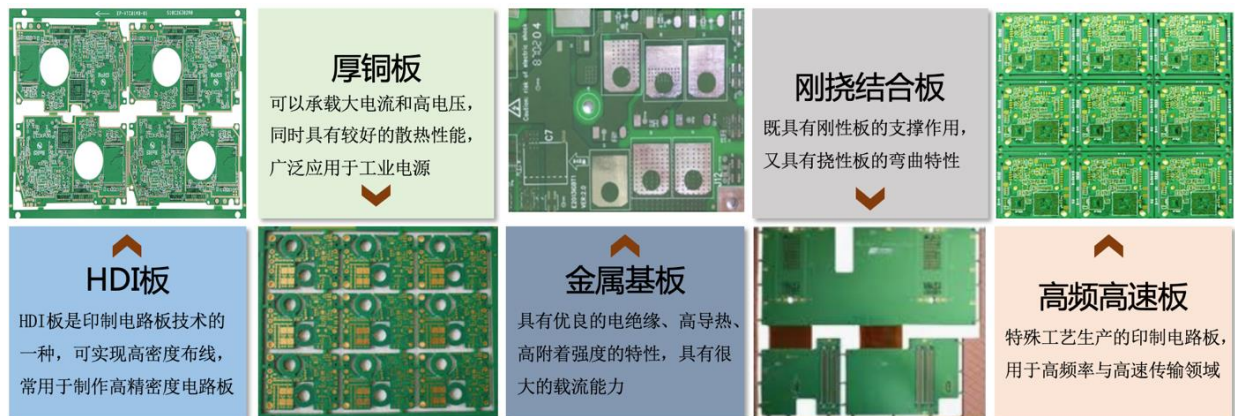 厚铜板
可以承载大电流和高电压，
同时具有较好的散热性能，
广泛应用于工业电源
刚挠结合板
既具有刚性板的支撑作用，
又具有挠性板的弯曲特性
870204
C7
VER.2.0
HDI板
HDI板是印制电路板技术的
一种，可实现高密度布线，
常用于制作高精密度电路板
金属基板
具有优良的电绝缘、高导热、
高附着强度的特性，具有很
大的载流能力
高频高速板
特殊工艺生产的印制电路板，
用于高频率与高速传输领域